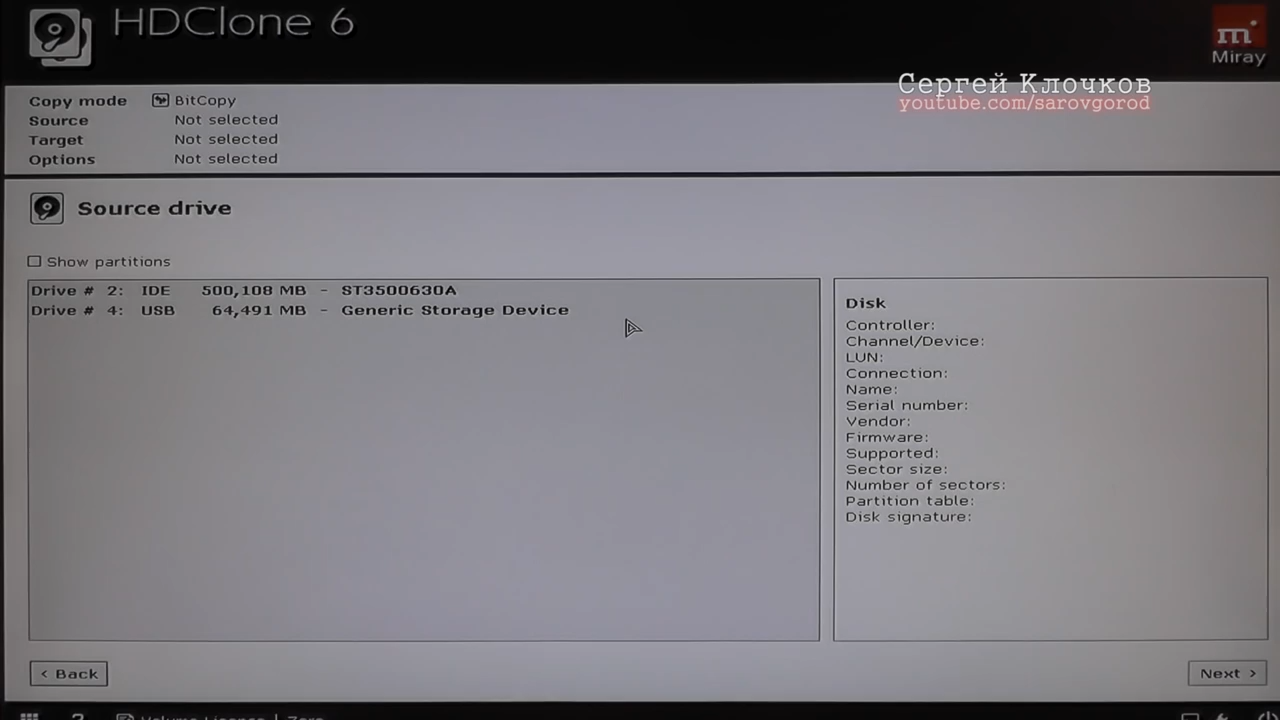 HDClone 6
Miray
Сергей Клочков
youtube.com/sarovgorod
Copy mode BitCopy
Source Not selected
Target Not selected
Options Not selected
Source drive
Show partitions
Drive # 2: IDE 500,108 MB - ST3500630A
Drive # 4: USB 64,491 MB - Generic Storage Device
Disk
Controller:
Channel/Device:
LUN:
Connection:
Name:
Serial number:
Vendor:
Firmware:
Supported:
Sector size:
Number of sectors:
Partition table:
Disk signature:
< Back
Next >